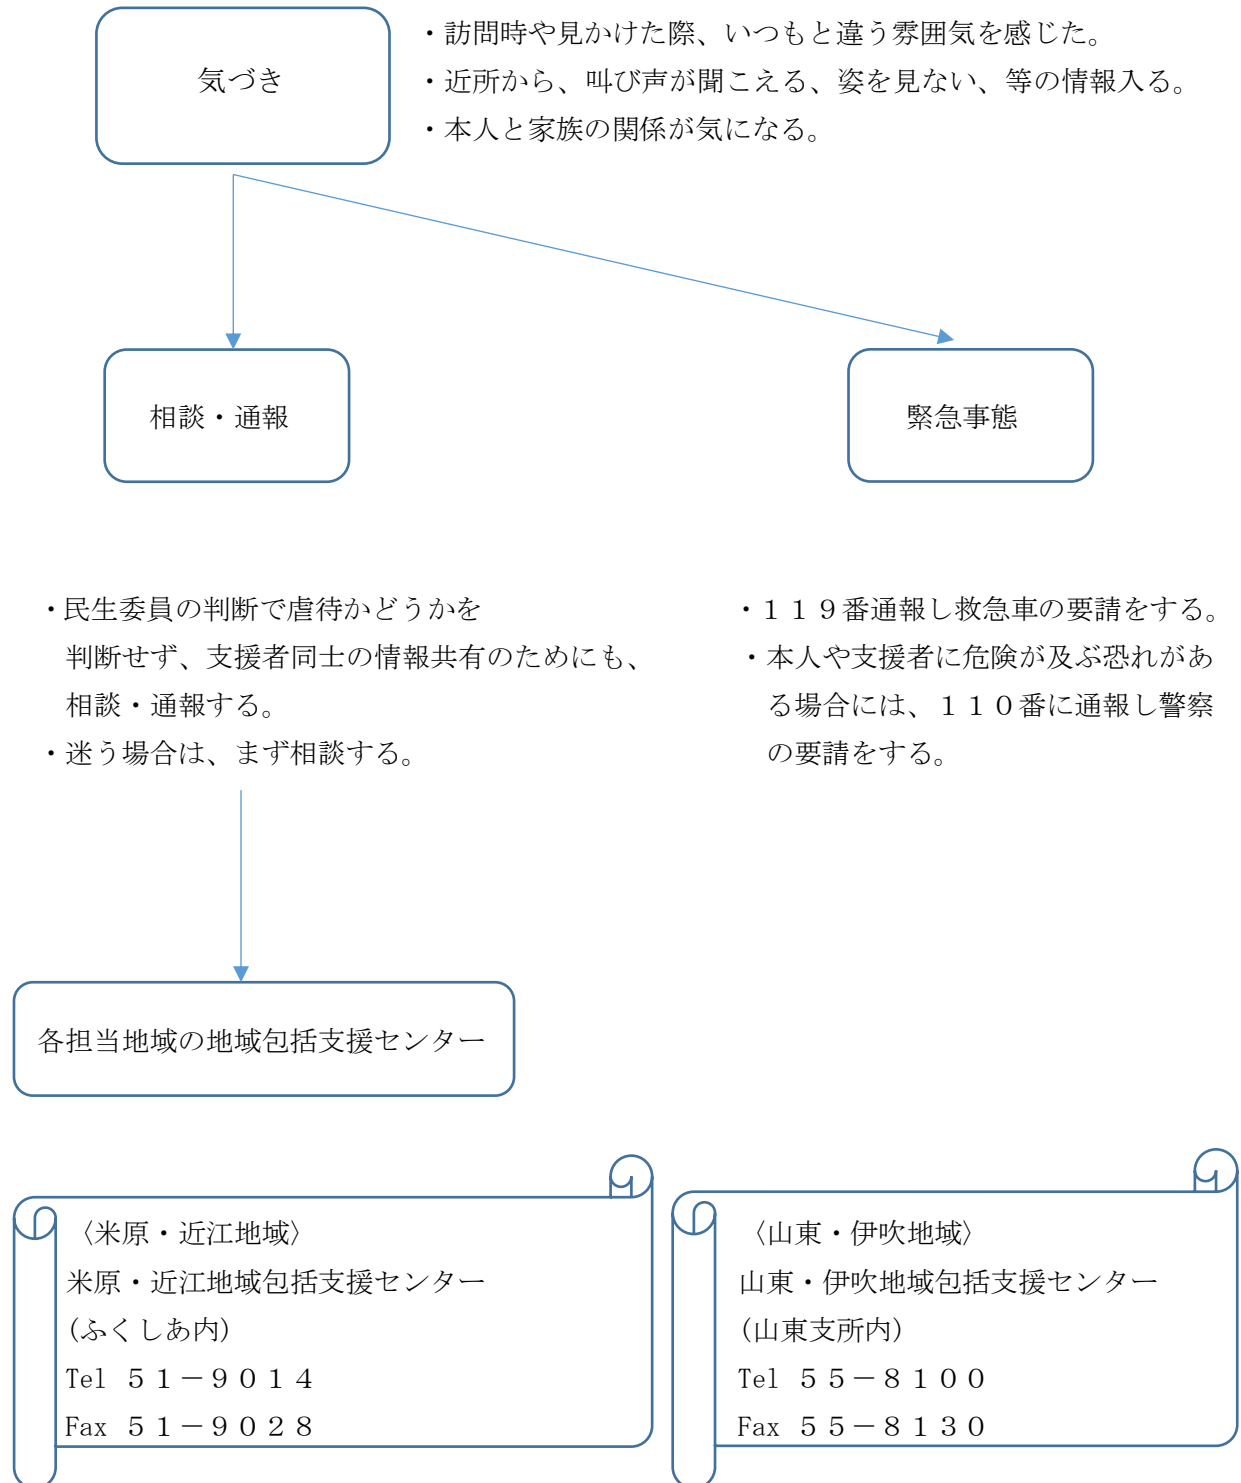 気づき
・訪問時や見かけた際、いつもと違う雰囲気を感じた。
・近所から、叫び声が聞こえる、姿を見ない、等の情報入る。
・本人と家族の関係が気になる。
相談・通報
緊急事態
・民生委員の判断で虐待かどうかを
判断せず、支援者同士の情報共有のためにも、
相談・通報する。
・迷う場合は、まず相談する。
・１１９番通報し救急車の要請をする。
・本人や支援者に危険が及ぶ恐れがあ
る場合には、１１０番に通報し警察
の要請をする。
各担当地域の地域包括支援センター
〈米原・近江地域〉
米原・近江地域包括支援センター
(ふくしあ内)
Tel ５１－９０１４
Fax ５１－９０２８
〈山東・伊吹地域〉
山東・伊吹地域包括支援センター
(山東支所内)
Tel ５５－８１００
Fax ５５－８１３０